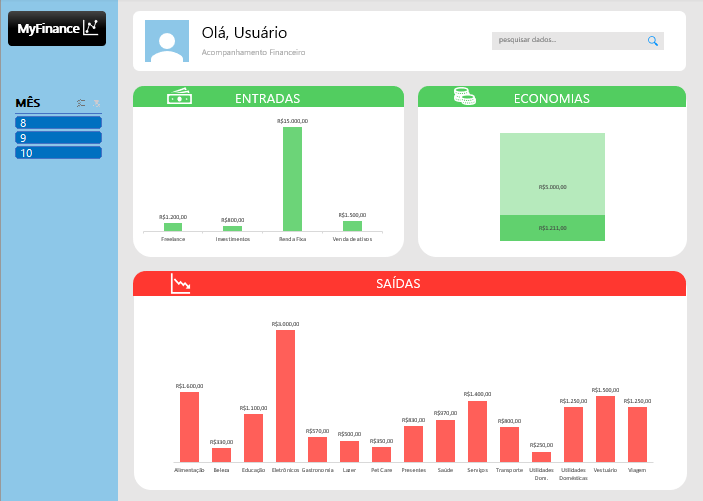 MyFinance
MÊS
8
9
10
Olá, Usuário
Acompanhamento Financeiro
pesquisar dados...
ENTRADAS
R$15.000,00
R$1.200,00
R$800,00
R$1.500,00
Freelance
Investimentos
Renda Fixa
Venda de ativos
ECONOMIAS
R$5.000,00
R$1.211,00
SAÍDAS
R$1.600,00
R$330,00
R$1.100,00
R$3.000,00
R$570,00
R$500,00
R$350,00
R$830,00
R$970,00
R$1.400,00
R$800,00
R$250,00
R$1.250,00
R$1.500,00
R$1.250,00
Alimentação
Beleza
Educação
Eletrônicos
Gastronomia
Lazer
Pet Care
Presentes
Saúde
Serviços
Transporte
Utilidades
Dom.
Utilidades
Domésticas
Vestuário
Viagem